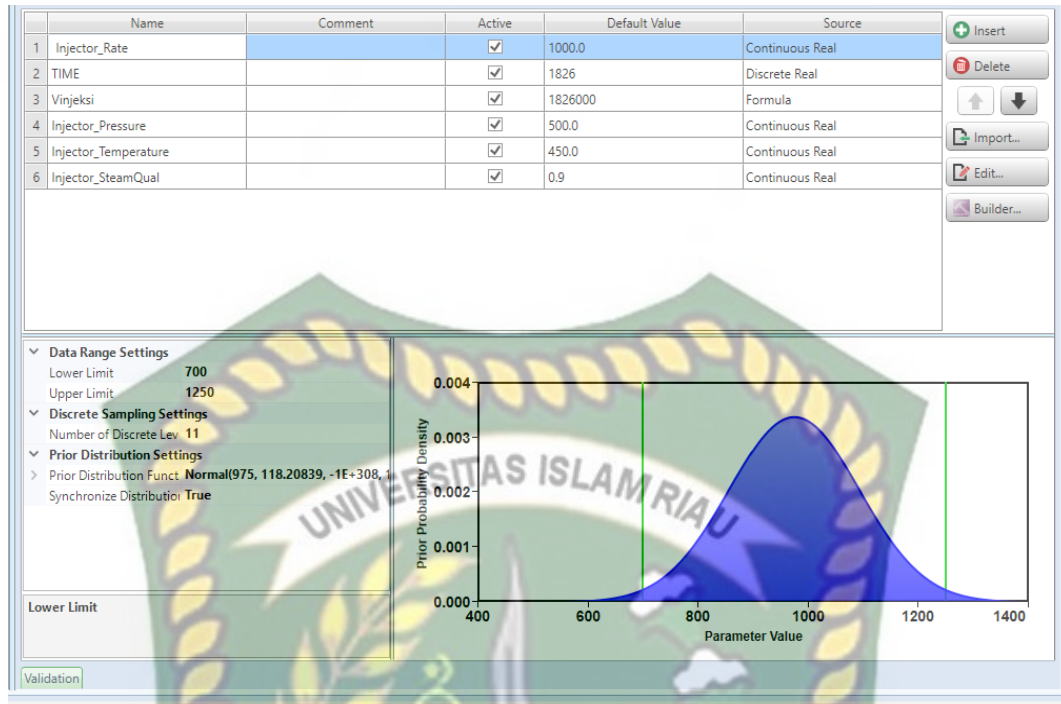 Name Comment Active Default Value Source
1 Injector_Rate 1000.0 Continuous Real
2 TIME 1826 Discrete Real
3 Vinjeksi 1826000 Formula
4 Injector_Pressure 500.0 Continuous Real
5 Injector_Temperature 450.0 Continuous Real
6 Injector_SteamQual 0.9 Continuous Real
Insert
Delete
Import...
Edit...
Builder...
Data Range Settings
Lower Limit 700
Upper Limit 1250
Discrete Sampling Settings
Number of Discrete Lev 11
Prior Distribution Settings
Prior Distribution Funct Normal(975, 118.20839, -1E+308, 1
Synchronize Distributio True
Lower Limit
Prior Probability Density
0.004
0.003
0.002
0.001
0.000
400 600 800 1000 1200 1400
Parameter Value
UNIVERSITAS ISLAM RIAU
Validation